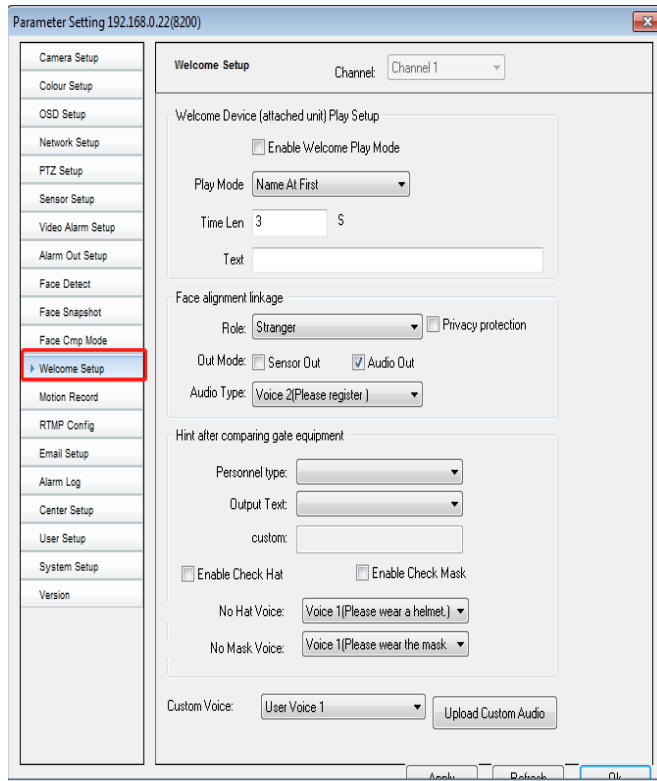 Parameter Setting 192.168.0.22(8200)
Camera Setup
Colour Setup
OSD Setup
Network Setup
PTZ Setup
Sensor Setup
Video Alarm Setup
Alarm Out Setup
Face Detect
Face Snapshot
Face Cmp Mode
Welcome Setup
Motion Record
RTMP Config
Email Setup
Alarm Log
Center Setup
User Setup
System Setup
Version
Welcome Setup Channel: Channel 1
Welcome Device (attached unit) Play Setup
Enable Welcome Play Mode
Play Mode Name At First
Time Len 3 S
Text
Face alignment linkage
Role: Stranger Privacy protection
Out Mode: Sensor Out Audio Out
Audio Type: Voice 2(Please register )
Hint after comparing gate equipment
Personnel type:
Output Text:
custom:
Enable Check Hat Enable Check Mask
No Hat Voice: Voice 1(Please wear a helmet.)
No Mask Voice: Voice 1(Please wear the mask
Custom Voice: User Voice 1 Upload Custom Audio
Apply Refresh Ok